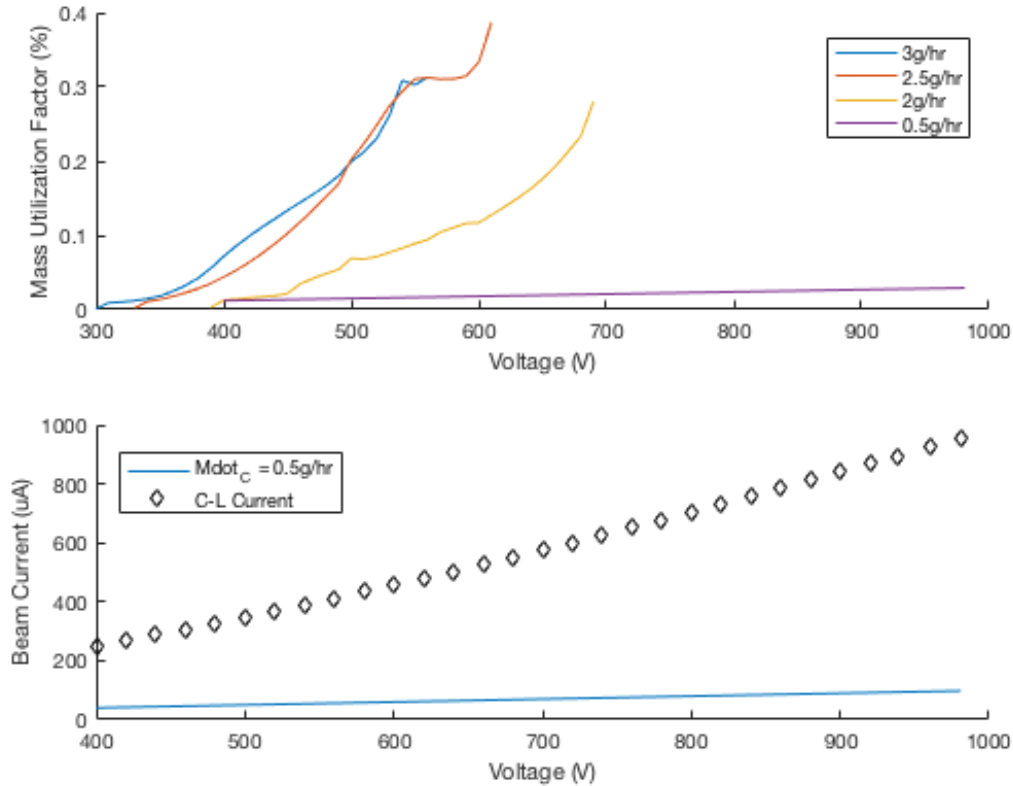 0.4
0.3
0.2
0.1
0
Mass Utilization Factor (%)
3g/hr
2.5g/hr
2g/hr
0.5g/hr
300 400 500 600 700 800 900 1000
Voltage (V)
1000
800
600
400
200
0
Beam Current (uA)
Mdot_C = 0.5g/hr
C-L Current
400 500 600 700 800 900 1000
Voltage (V)